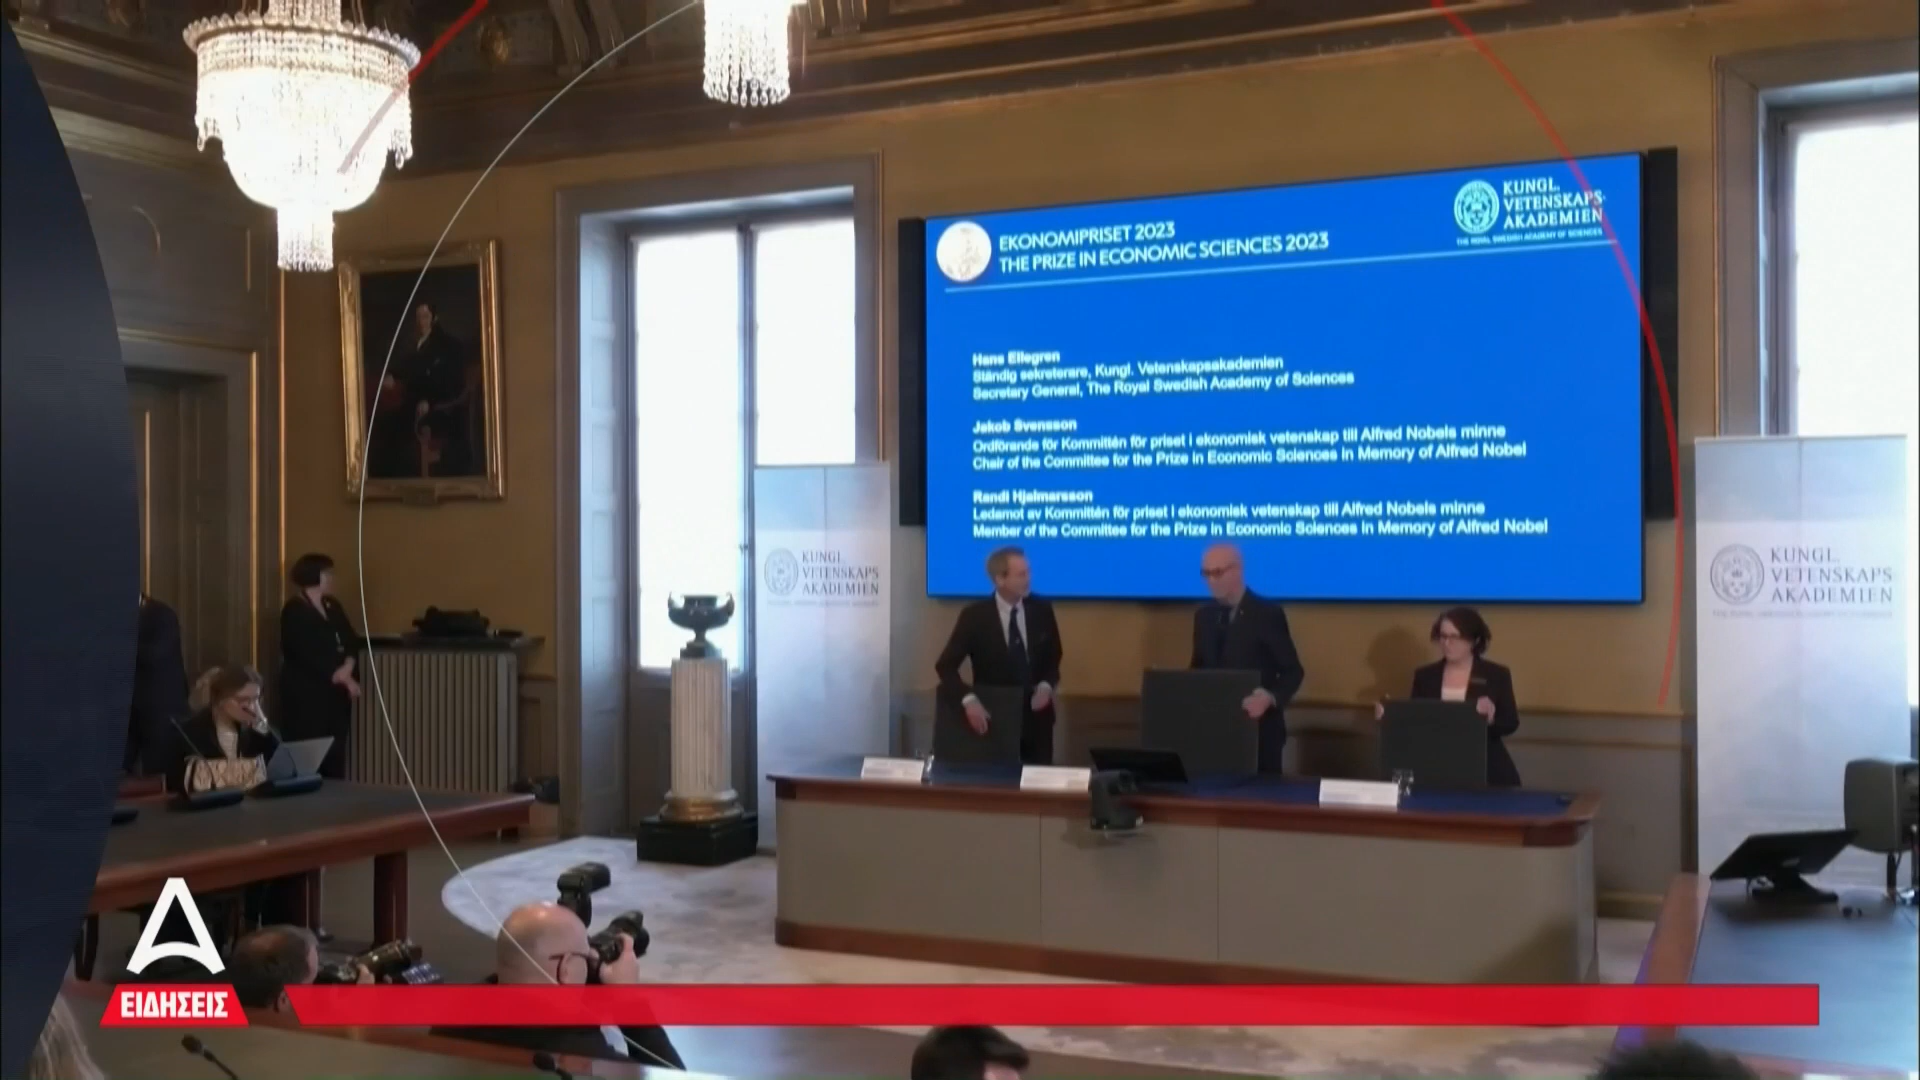 EKONOMIPRISET 2023
THE PRIZE IN ECONOMIC SCIENCES 2023
KUNGL.
VETENSKAPS-
AKADEMIEN
THE ROYAL SWEDISH ACADEMY OF SCIENCES
Hans Ellegren
Ständig sekreterare, Kungl. Vetenskapsakademien
Secretary General, The Royal Swedish Academy of Sciences
Jakob Svensson
Ordförande för Kommittén för priset i ekonomisk vetenskap till Alfred Nobels minne
Chair of the Committee for the Prize in Economic Sciences in Memory of Alfred Nobel
Randi Hjalmarsson
Ledamot av Kommittén för priset i ekonomisk vetenskap till Alfred Nobels minne
Member of the Committee for the Prize in Economic Sciences in Memory of Alfred Nobel
KUNGL.
VETENSKAPS
AKADEMIEN
KUNGL.
VETENSKAPS
AKADEMIEN
ΕΙΔΗΣΕΙΣ